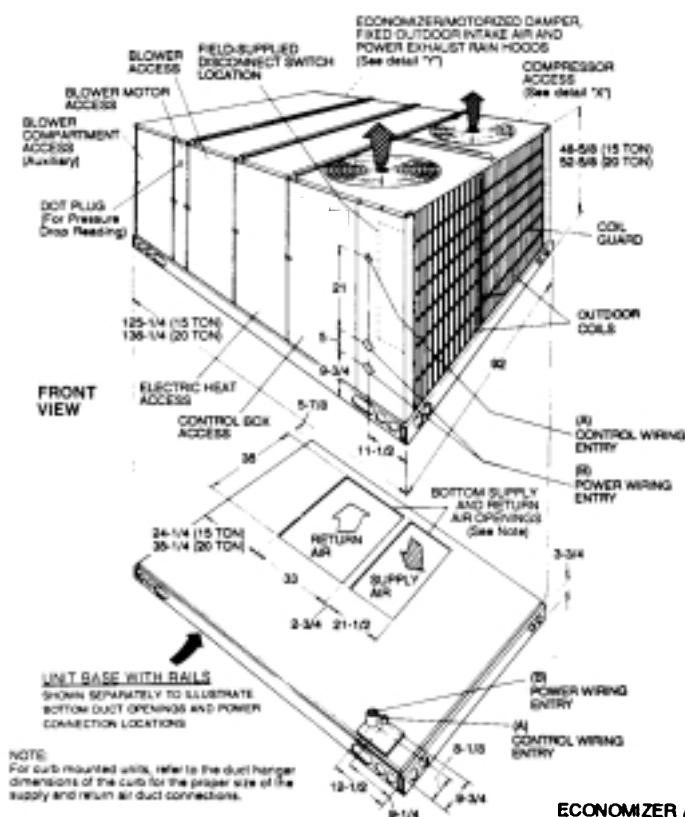 ECONOMIZER/MOTORIZED DAMPER,
FIXED OUTDOOR INTAKE AIR AND
POWER EXHAUST RAIN HOODS
(See detail "Y")
FIELD-SUPPLIED
DISCONNECT SWITCH
LOCATION
BLOWER
ACCESS
COMPRESSOR
ACCESS
(See detail "X")
BLOWER MOTOR
ACCESS
BLOWER
COMPARTMENT
ACCESS
(Auxiliary)
48-5/8 (15 TON)
52-5/8 (20 TON)
DOT PLUG
(For Pressure
Drop Reading)
COIL
GUARD
21
OUTDOOR
COILS
125-1/4 (15 TON)
138-1/4 (20 TON)
5
9-3/4
92
FRONT
VIEW
ELECTRIC HEAT
ACCESS
5-7/8
CONTROL BOX
ACCESS
11-1/2
(A)
CONTROL WIRING
ENTRY
(B)
POWER WIRING
ENTRY
38
BOTTOM SUPPLY
AND RETURN
AIR OPENINGS
(See Note)
RETURN
AIR
24-1/4 (15 TON)
38-1/4 (20 TON)
3-3/4
33
SUPPLY
AIR
2-3/4
21-1/2
UNIT BASE WITH RAILS
SHOWN SEPARATELY TO ILLUSTRATE
BOTTOM DUCT OPENINGS AND POWER
CONNECTION LOCATIONS
(B)
POWER WIRING
ENTRY
(A)
CONTROL WIRING
ENTRY
8-1/8
NOTE:
For curb mounted units, refer to the duct hanger
dimensions of the curb for the proper size of the
supply and return air duct connections.
12-1/2
9-1/4
9-3/4
ECONOMIZER